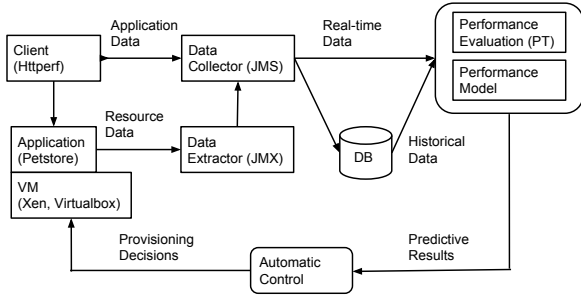 Application
Data
Real-time
Data
Client
(Httperf)
Data
Collector (JMS)
Performance
Evaluation (PT)
Performance
Model
Resource
Data
Application
(Petstore)
Data
Extractor (JMX)
DB
Historical
Data
VM
(Xen, Virtualbox)
Provisioning
Decisions
Automatic
Control
Predictive
Results